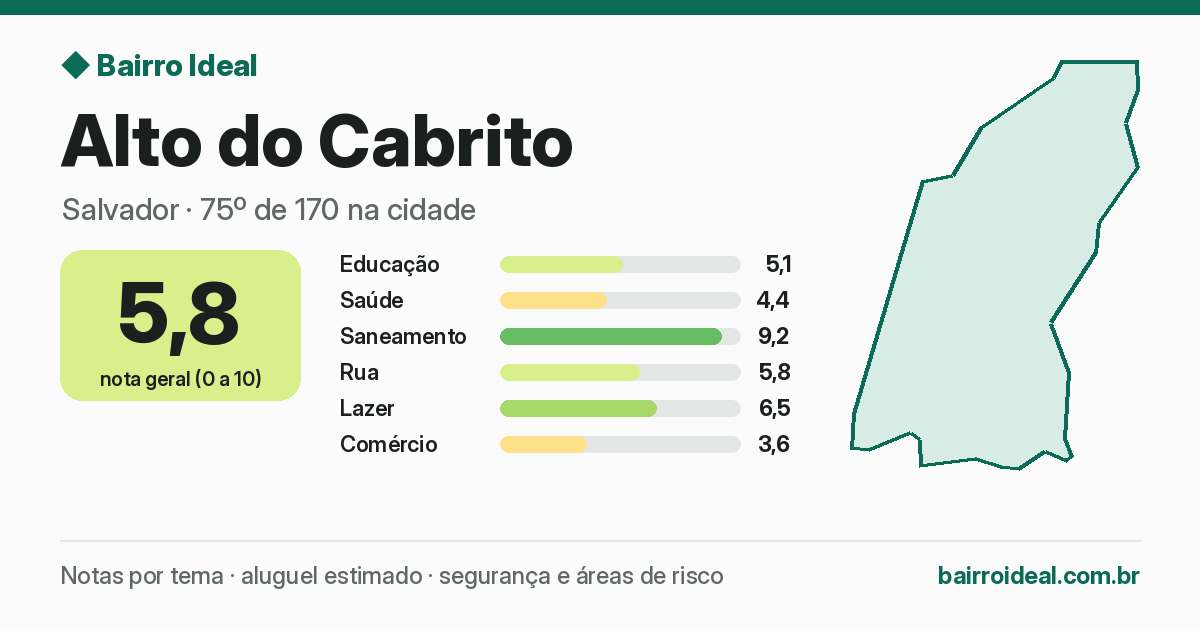 Bairro Ideal
Alto do Cabrito
Salvador · 75º de 170 na cidade
5,8
nota geral (0 a 10)
Educação 5,1
Saúde 4,4
Saneamento 9,2
Rua 5,8
Lazer 6,5
Comércio 3,6
Notas por tema · aluguel estimado · segurança e áreas de risco
bairroideal.com.br